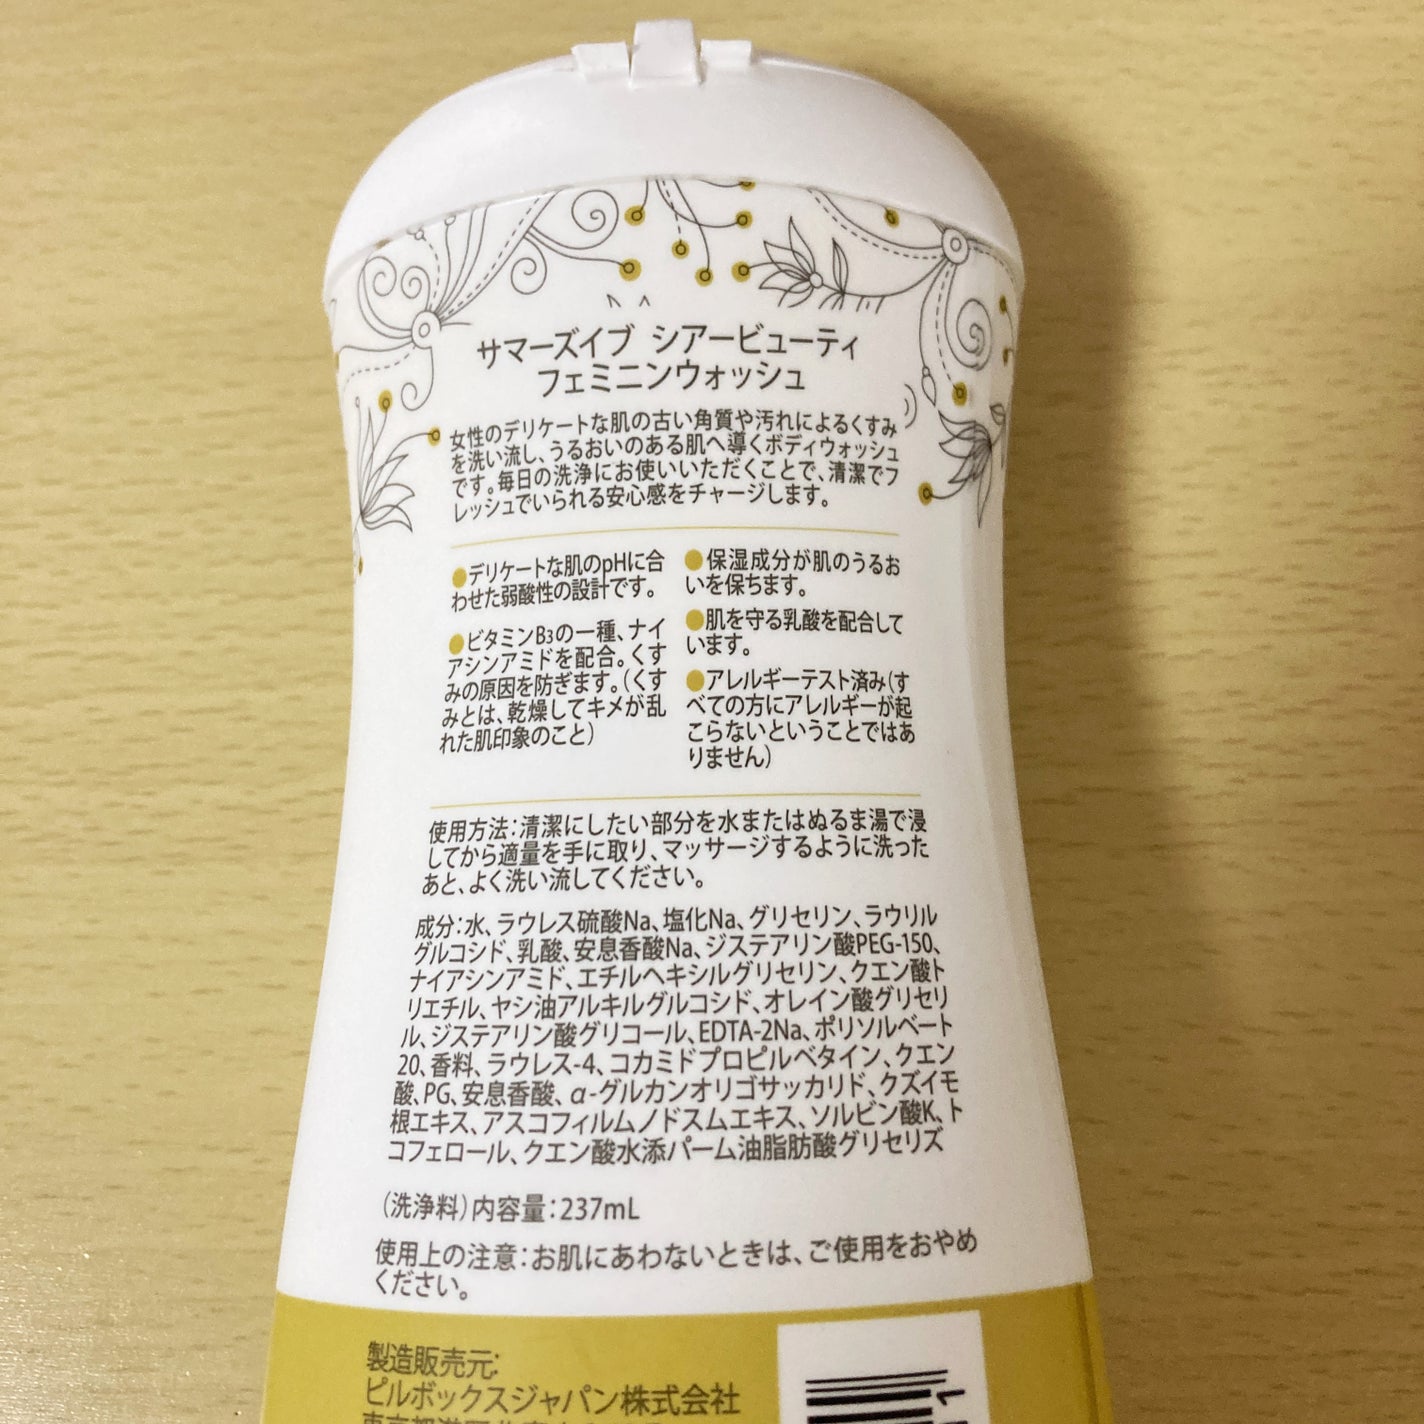 サマーズイブ シアービューティ
フェミニンウォッシュ
女性のデリケートな肌の古い角質や汚れによるくすみ
を洗い流し、うるおいのある肌へ導くボディウォッシュ
です。毎日の洗浄にお使いいただくことで、清潔でフ
レッシュでいられる安心感をチャージします。
●デリケートな肌のpHに合
わせた弱酸性の設計です。
●ビタミンB3の一種、ナイ
アシンアミドを配合。くす
みの原因を防ぎます。(くす
みとは、乾燥してキメが乱
れた肌印象のこと)
●保湿成分が肌のうるお
いを保ちます。
●肌を守る乳酸を配合して
います。
●アレルギーテスト済み(す
べての方にアレルギーが起
こらないということではあ
りません)
使用方法:清潔にしたい部分を水またはぬるま湯で浸
してから適量を手に取り、マッサージするように洗った
あと、よく洗い流してください。
成分:水、ラウレス硫酸Na、塩化Na、グリセリン、ラウリル
グルコシド、乳酸、安息香酸Na、ジステアリン酸PEG-150、
ナイアシンアミド、エチルヘキシルグリセリン、クエン酸ト
リエチル、ヤシ油アルキルグルコシド、オレイン酸グリセリ
ル、ジステアリン酸グリコール、EDTA-2Na、ポリソルベート
20、香料、ラウレス-4、コカミドプロピルベタイン、クエン
酸、PG、安息香酸、α-グルカンオリゴサッカリド、クズイモ
根エキス、アスコフィルムノドスムエキス、ソルビン酸K、ト
コフェロール、クエン酸水添パーム油脂肪酸グリセリズ
(洗浄料)内容量:237mL
使用上の注意:お肌にあわないときは、ご使用をおやめ
ください。
製造販売元:
ピルボックスジャパン株式会社